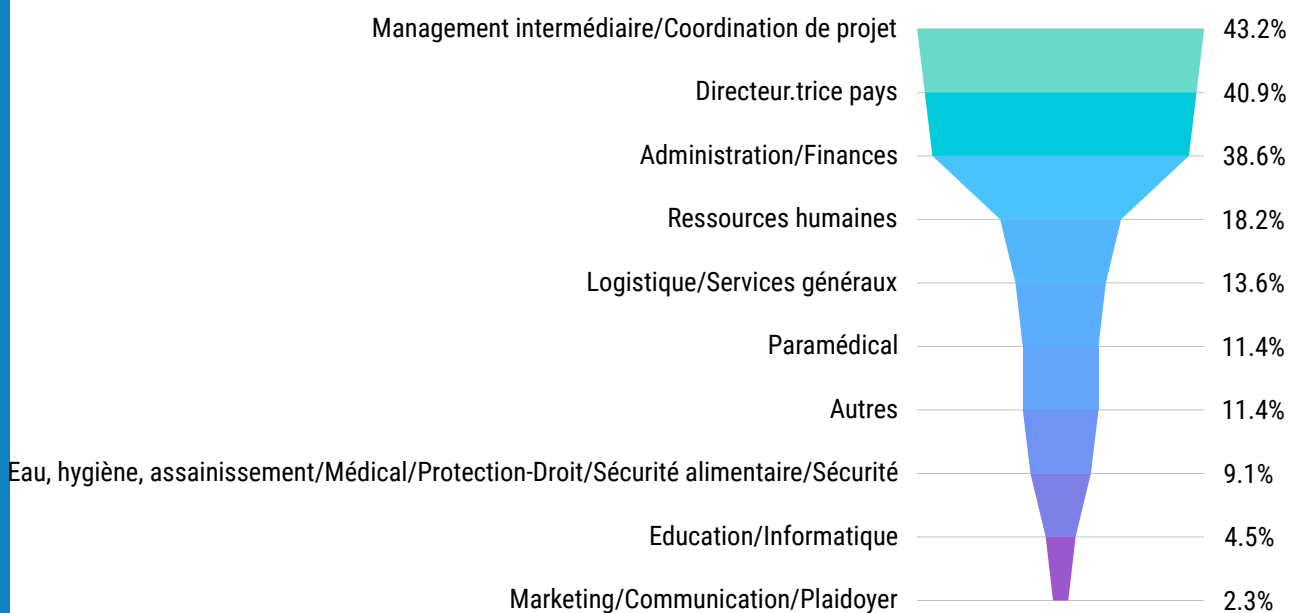 Management intermédiaire/Coordination de projet 43.2%
Directeur.trice pays 40.9%
Administration/Finances 38.6%
Ressources humaines 18.2%
Logistique/Services généraux 13.6%
Paramédical 11.4%
Autres 11.4%
Eau, hygiène, assainissement/Médical/Protection-Droit/Sécurité alimentaire/Sécurité 9.1%
Education/Informatique 4.5%
Marketing/Communication/Plaidoyer 2.3%